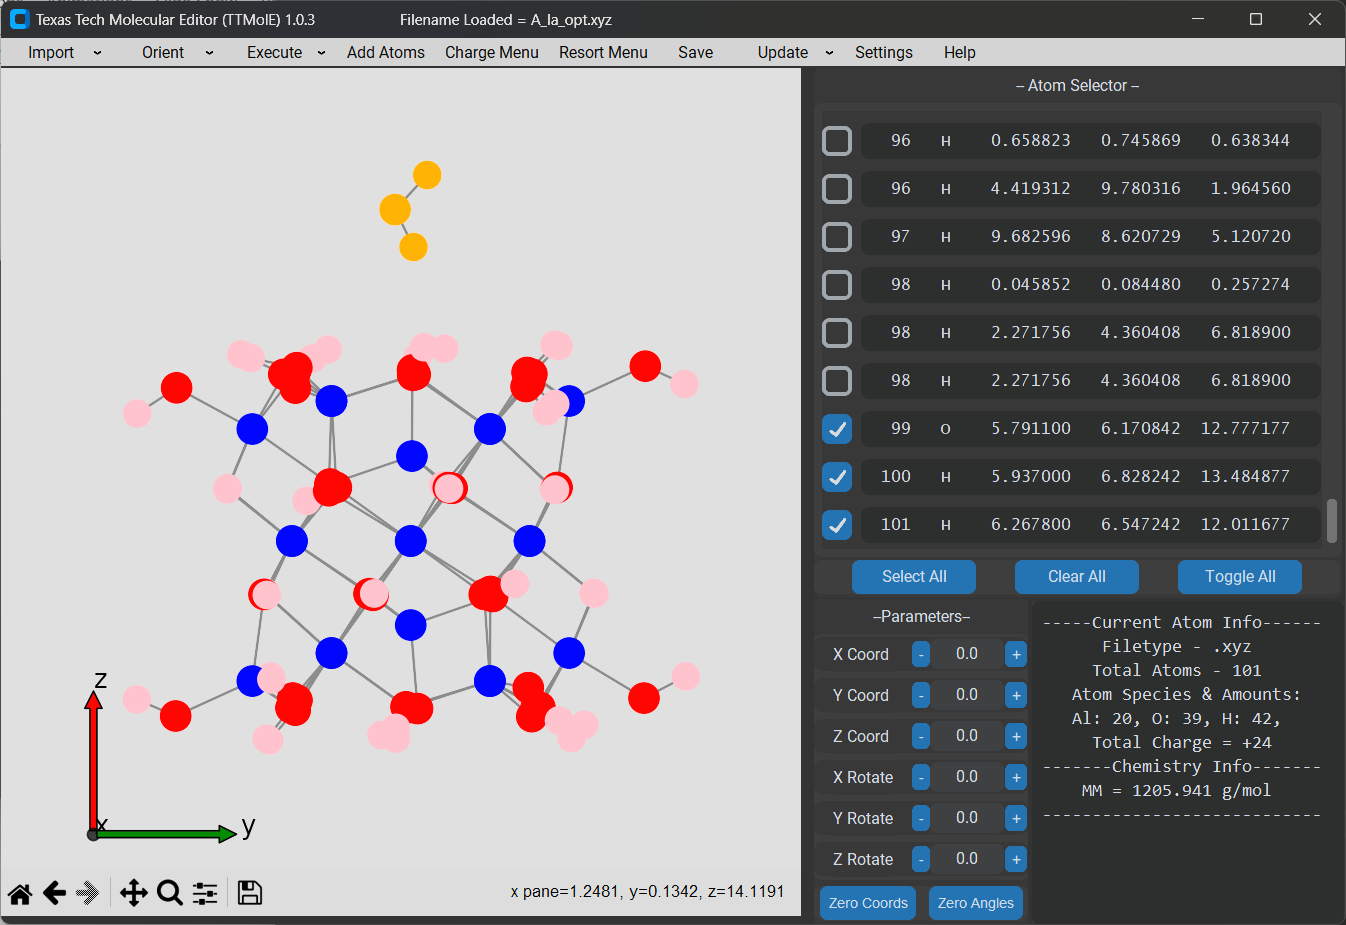 Texas Tech Molecular Editor (TTMolE) 1.0.3 Filename Loaded = A_la_opt.xyz
Import Orient Execute Add Atoms Charge Menu Resort Menu Save Update Settings Help
-- Atom Selector --
96 H 0.658823 0.745869 0.638344
96 H 4.419312 9.780316 1.964560
97 H 9.682596 8.620729 5.120720
98 H 0.045852 0.084480 0.257274
98 H 2.271756 4.360408 6.818900
98 H 2.271756 4.360408 6.818900
99 O 5.791100 6.170842 12.777177
100 H 5.937000 6.828242 13.484877
101 H 6.267800 6.547242 12.011677
Select All Clear All Toggle All
--Parameters--
X Coord - 0.0 +
Y Coord - 0.0 +
Z Coord - 0.0 +
X Rotate - 0.0 +
Y Rotate - 0.0 +
Z Rotate - 0.0 +
Zero Coords Zero Angles
-----Current Atom Info------
Filetype - .xyz
Total Atoms - 101
Atom Species & Amounts:
Al: 20, O: 39, H: 42,
Total Charge = +24
-------Chemistry Info-------
MM = 1205.941 g/mol
----------------------------
z
x
y
x pane=1.2481, y=0.1342, z=14.1191